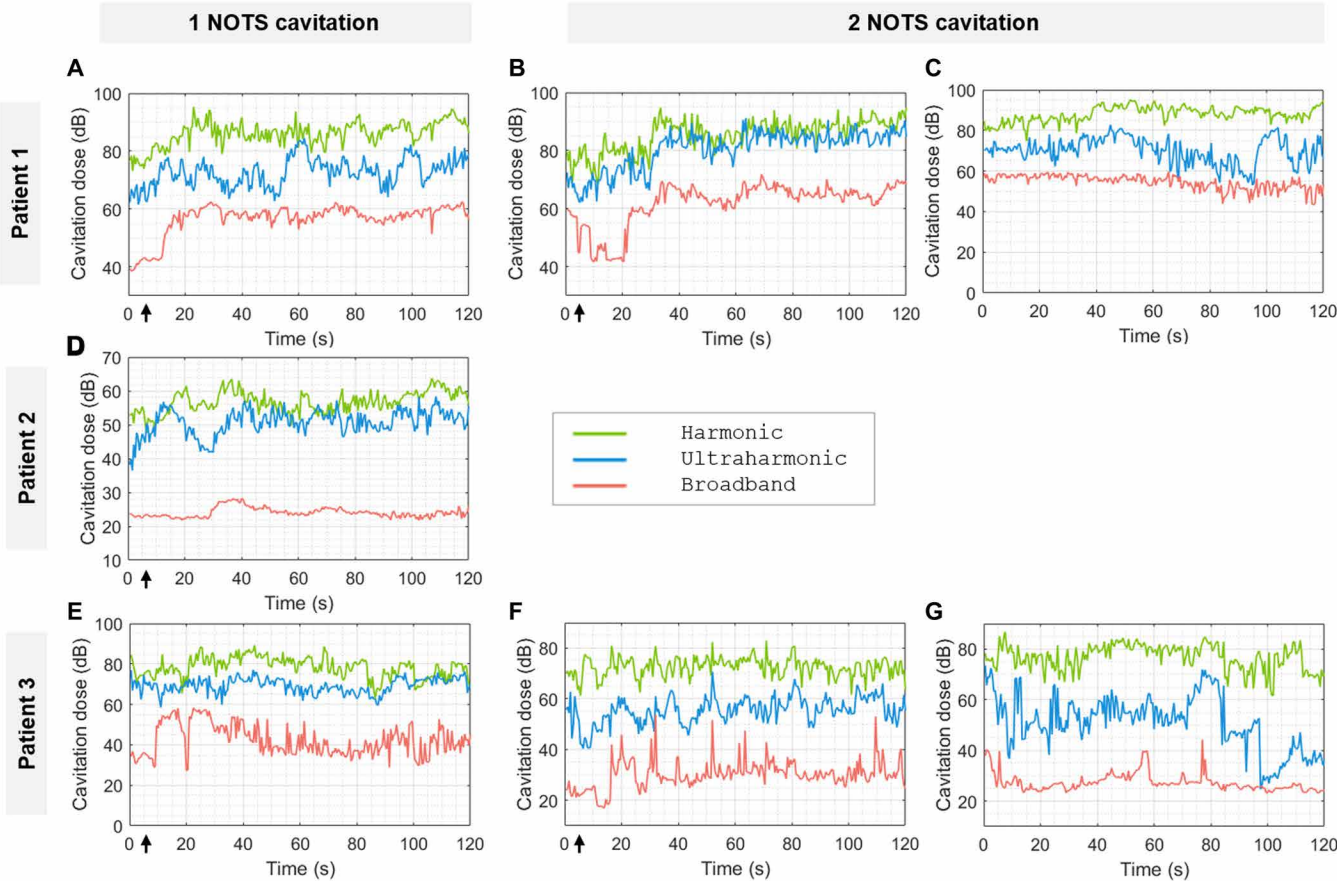 1 NOTS cavitation
2 NOTS cavitation
Patient 1
A
Cavitation dose (dB)
100
80
60
40
0 20 40 60 80 100 120
Time (s)
B
Cavitation dose (dB)
100
80
60
40
0 20 40 60 80 100 120
Time (s)
C
Cavitation dose (dB)
100
80
60
40
20
0
0 20 40 60 80 100 120
Time (s)
Patient 2
D
Cavitation dose (dB)
70
60
50
40
30
20
10
0 20 40 60 80 100 120
Time (s)
Harmonic
Ultraharmonic
Broadband
Patient 3
E
Cavitation dose (dB)
100
80
60
40
20
0
0 20 40 60 80 100 120
Time (s)
F
Cavitation dose (dB)
80
60
40
20
0 20 40 60 80 100 120
Time (s)
G
Cavitation dose (dB)
80
60
40
20
0 20 40 60 80 100 120
Time (s)